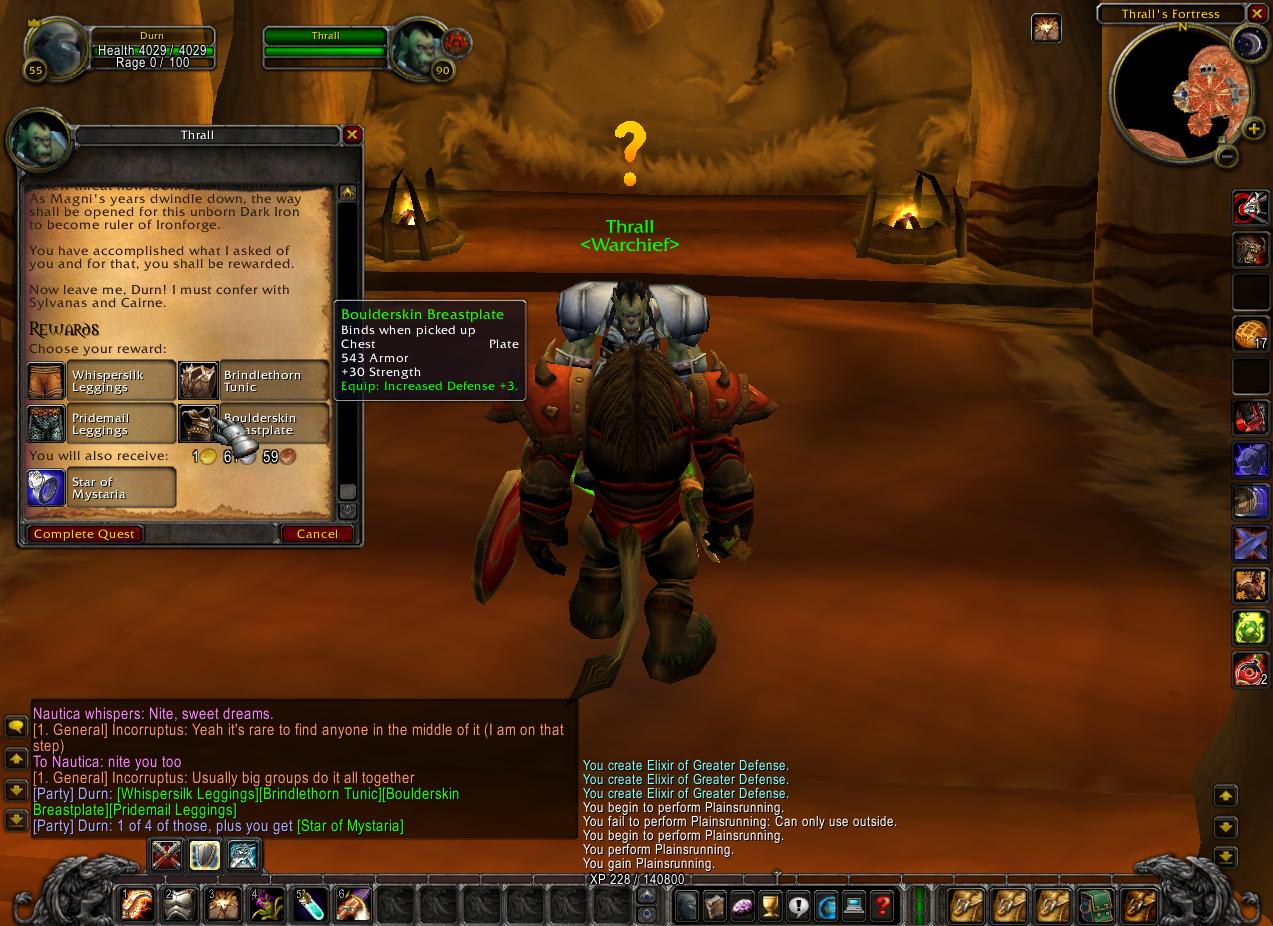 Durn
Health 4029 / 4029
Rage 0 / 100
55
Thrall
90
Thrall's Fortress
N
Thrall
As Magni's years dwindle down, the way
shall be opened for this unborn Dark Iron
to become ruler of Ironforge.
You have accomplished what I asked of
you and for that, you shall be rewarded.
Now leave me, Durn! I must confer with
Sylvanas and Cairne.
Rewards
Choose your reward:
Whispersilk
Leggings
Brindlethorn
Tunic
Pridemail
Leggings
Boulderskin
You will also receive:
1
59
Star of
Mystaria
Complete Quest
Cancel
Boulderskin Breastplate
Binds when picked up
Chest Plate
543 Armor
+30 Strength
Equip: Increased Defense +3.
?
Thrall
<Warchief>
17
2
Nautica whispers: Nite, sweet dreams.
[1. General] Incorruptus: Yeah it's rare to find anyone in the middle of it (I am on that
step)
To Nautica: nite you too
[1. General] Incorruptus: Usually big groups do it all together
[Party] Durn: [Whispersilk Leggings][Brindlethorn Tunic][Boulderskin
Breastplate][Pridemail Leggings]
[Party] Durn: 1 of 4 of those, plus you get [Star of Mystaria]
You create Elixir of Greater Defense.
You create Elixir of Greater Defense.
You create Elixir of Greater Defense.
You begin to perform Plainsrunning.
You fail to perform Plainsrunning: Can only use outside.
You begin to perform Plainsrunning.
You perform Plainsrunning.
You gain Plainsrunning.
XP 228 / 140800
1 2 3 4 5 6
! ?